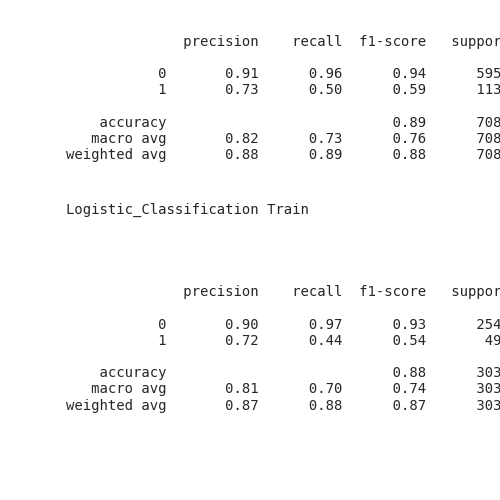 precision recall f1-score suppor
0 0.91 0.96 0.94 595
1 0.73 0.50 0.59 113
accuracy 0.89 708
macro avg 0.82 0.73 0.76 708
weighted avg 0.88 0.89 0.88 708
Logistic_Classification Train
precision recall f1-score suppor
0 0.90 0.97 0.93 254
1 0.72 0.44 0.54 49
accuracy 0.88 303
macro avg 0.81 0.70 0.74 303
weighted avg 0.87 0.88 0.87 303